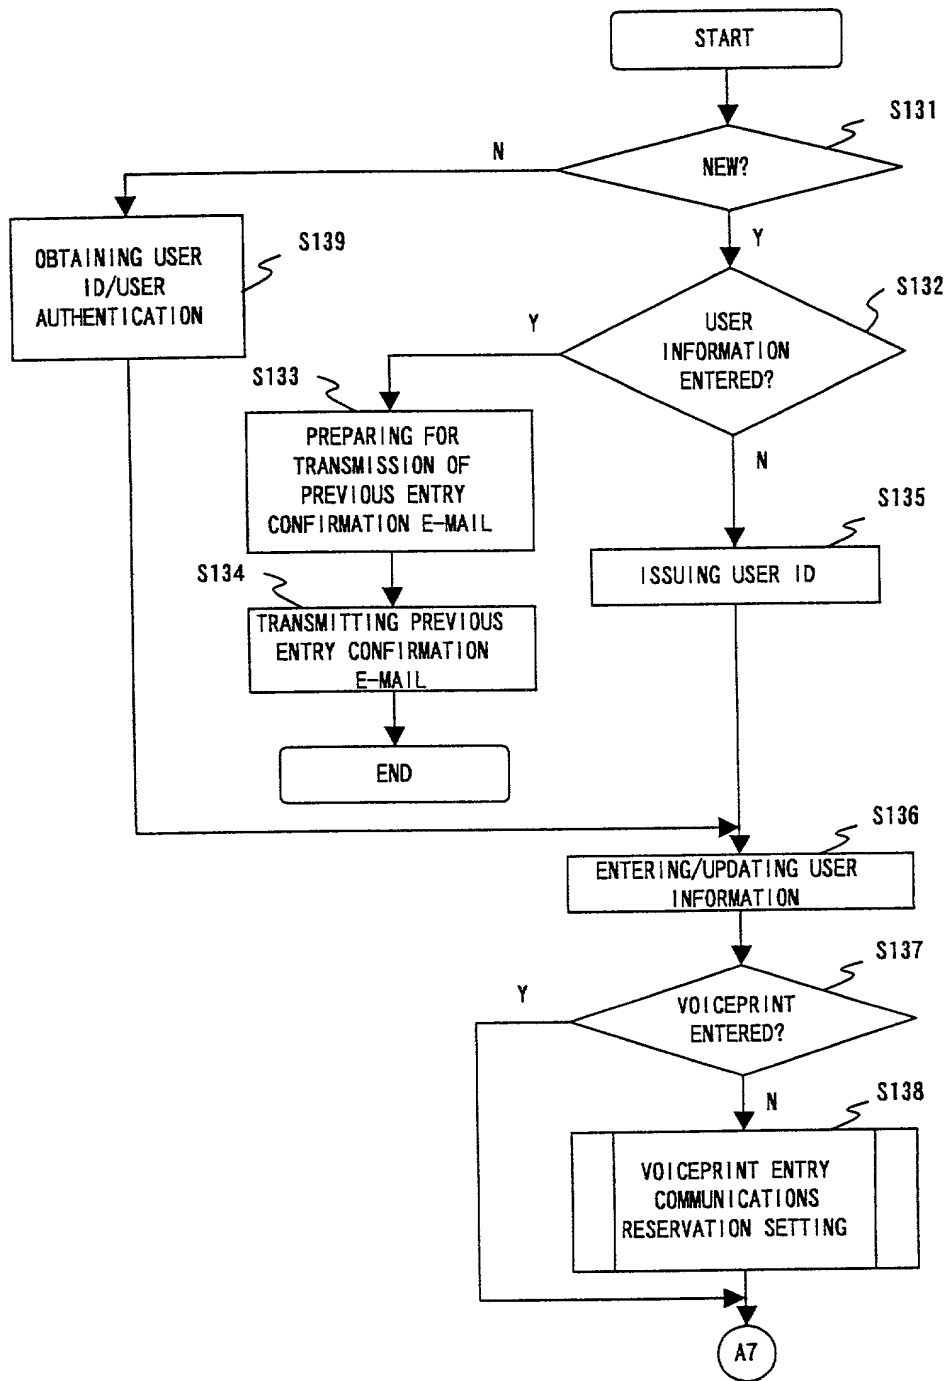 START
S131
NEW?
N
Y
S139
OBTAINING USER
ID/USER
AUTHENTICATION
S132
USER
INFORMATION
ENTERED?
Y
N
S133
PREPARING FOR
TRANSMISSION OF
PREVIOUS ENTRY
CONFIRMATION E-MAIL
S135
ISSUING USER ID
S134
TRANSMITTING PREVIOUS
ENTRY CONFIRMATION
E-MAIL
END
S136
ENTERING/UPDATING USER
INFORMATION
S137
VOICEPRINT
ENTERED?
Y
N
S138
VOICEPRINT ENTRY
COMMUNICATIONS
RESERVATION SETTING
A7